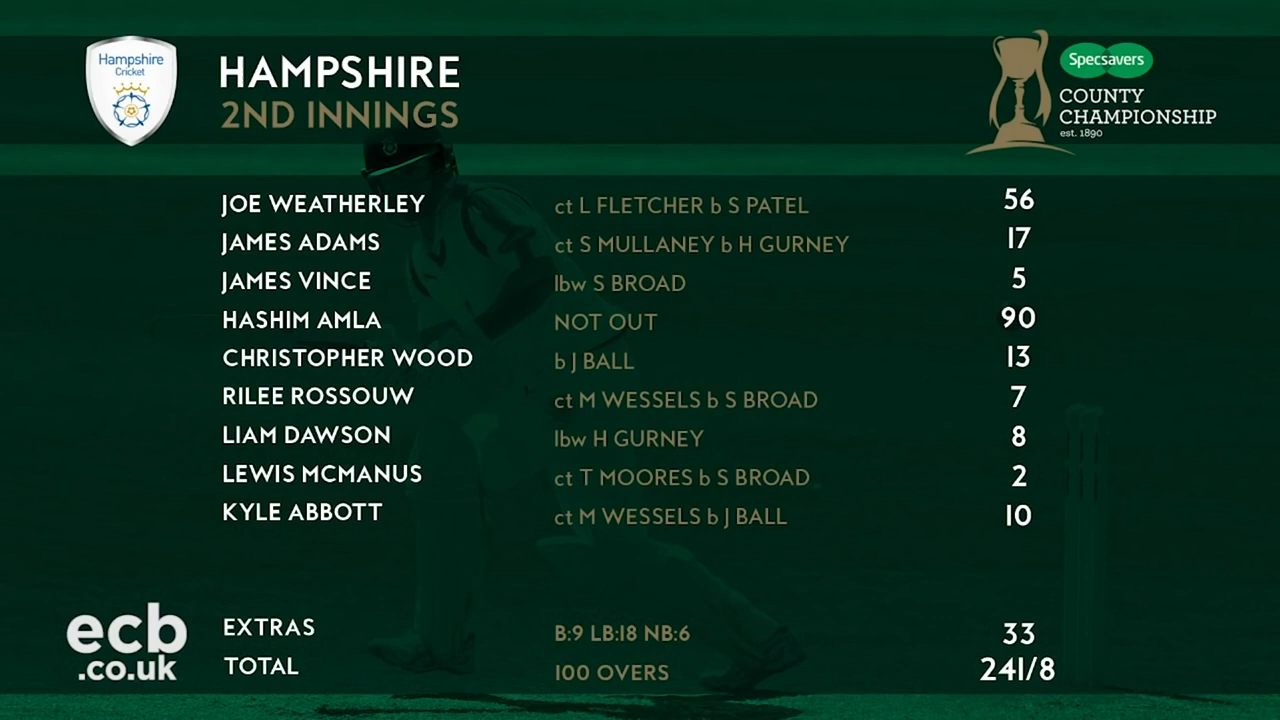 Hampshire
Cricket
HAMPSHIRE
2ND INNINGS
Specsavers
COUNTY
CHAMPIONSHIP
est. 1890
JOE WEATHERLEY ct L FLETCHER b S PATEL 56
JAMES ADAMS ct S MULLANEY b H GURNEY 17
JAMES VINCE lbw S BROAD 5
HASHIM AMLA NOT OUT 90
CHRISTOPHER WOOD b J BALL 13
RILEE ROSSOUW ct M WESSELS b S BROAD 7
LIAM DAWSON lbw H GURNEY 8
LEWIS MCMANUS ct T MOORES b S BROAD 2
KYLE ABBOTT ct M WESSELS b J BALL 10
ecb
.co.uk
EXTRAS B:9 LB:18 NB:6 33
TOTAL 100 OVERS 241/8